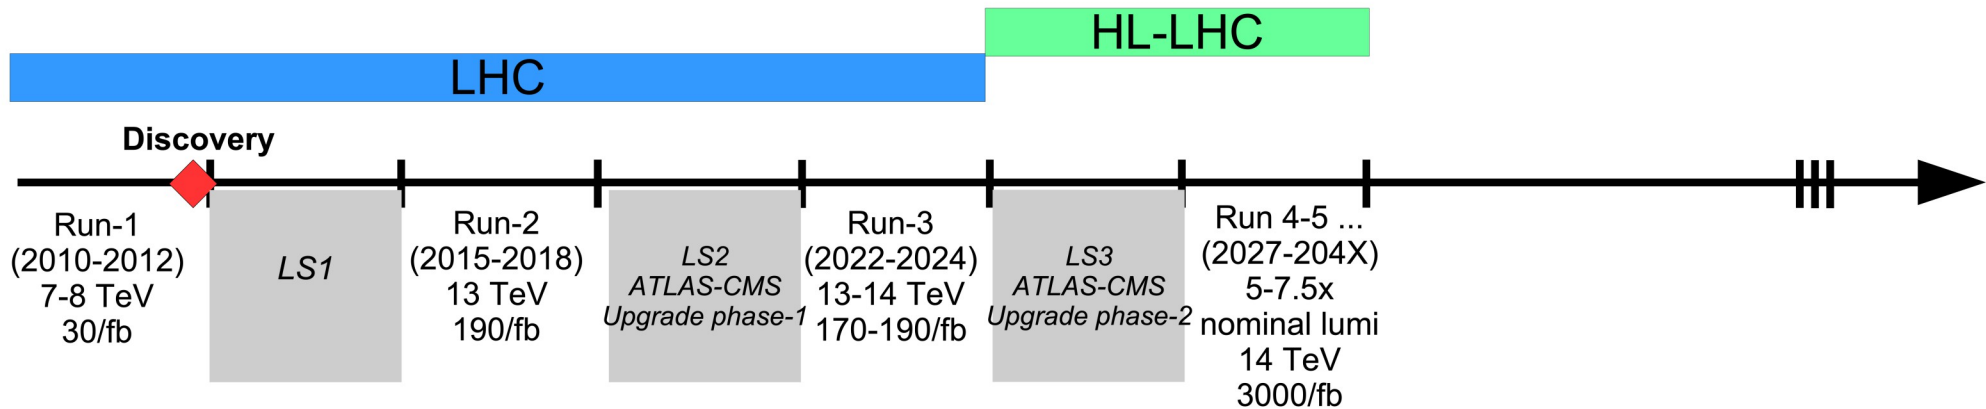 HL-LHC
LHC
Discovery
Run-1
(2010-2012)
7-8 TeV
30/fb
LS1
Run-2
(2015-2018)
13 TeV
190/fb
LS2
ATLAS-CMS
Upgrade phase-1
Run-3
(2022-2024)
13-14 TeV
170-190/fb
LS3
ATLAS-CMS
Upgrade phase-2
Run 4-5 ...
(2027-204X)
5-7.5x
nominal lumi
14 TeV
3000/fb